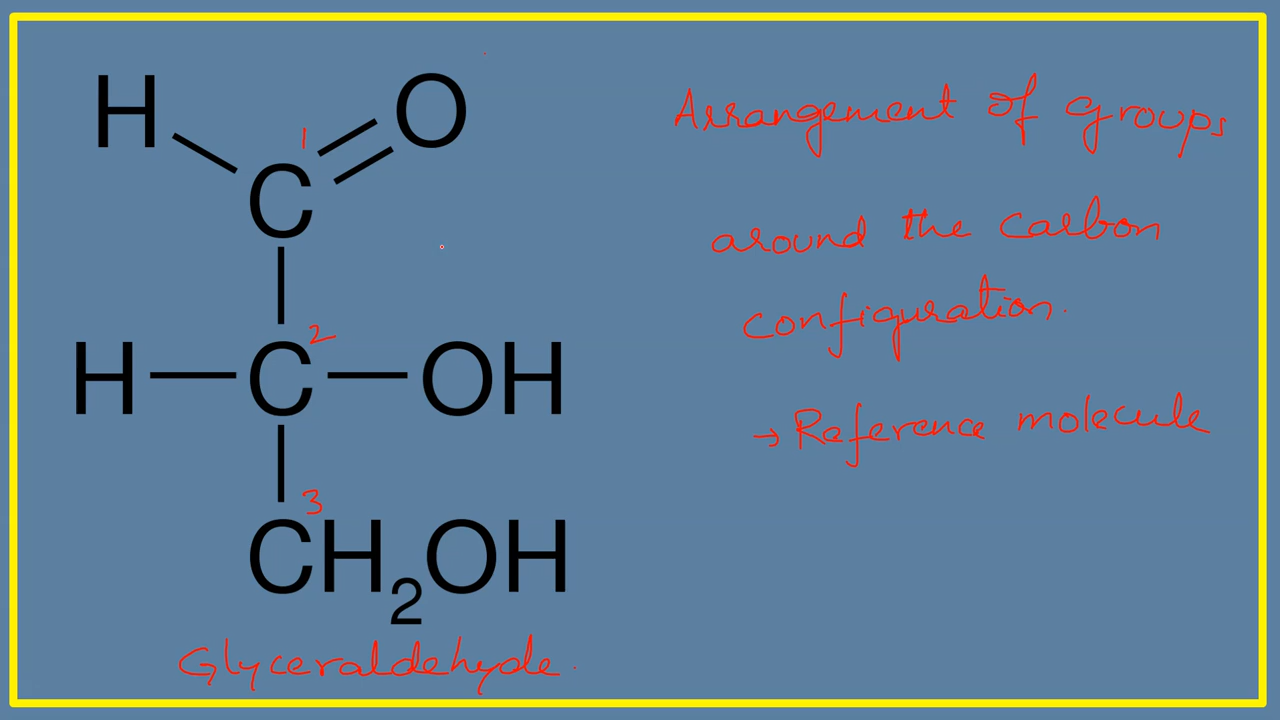 H O
1
C
2
H C OH
3
CH2OH
Glyceraldehyde.
Arrangement of groups
around the carbon
configuration.
→ Reference molecule